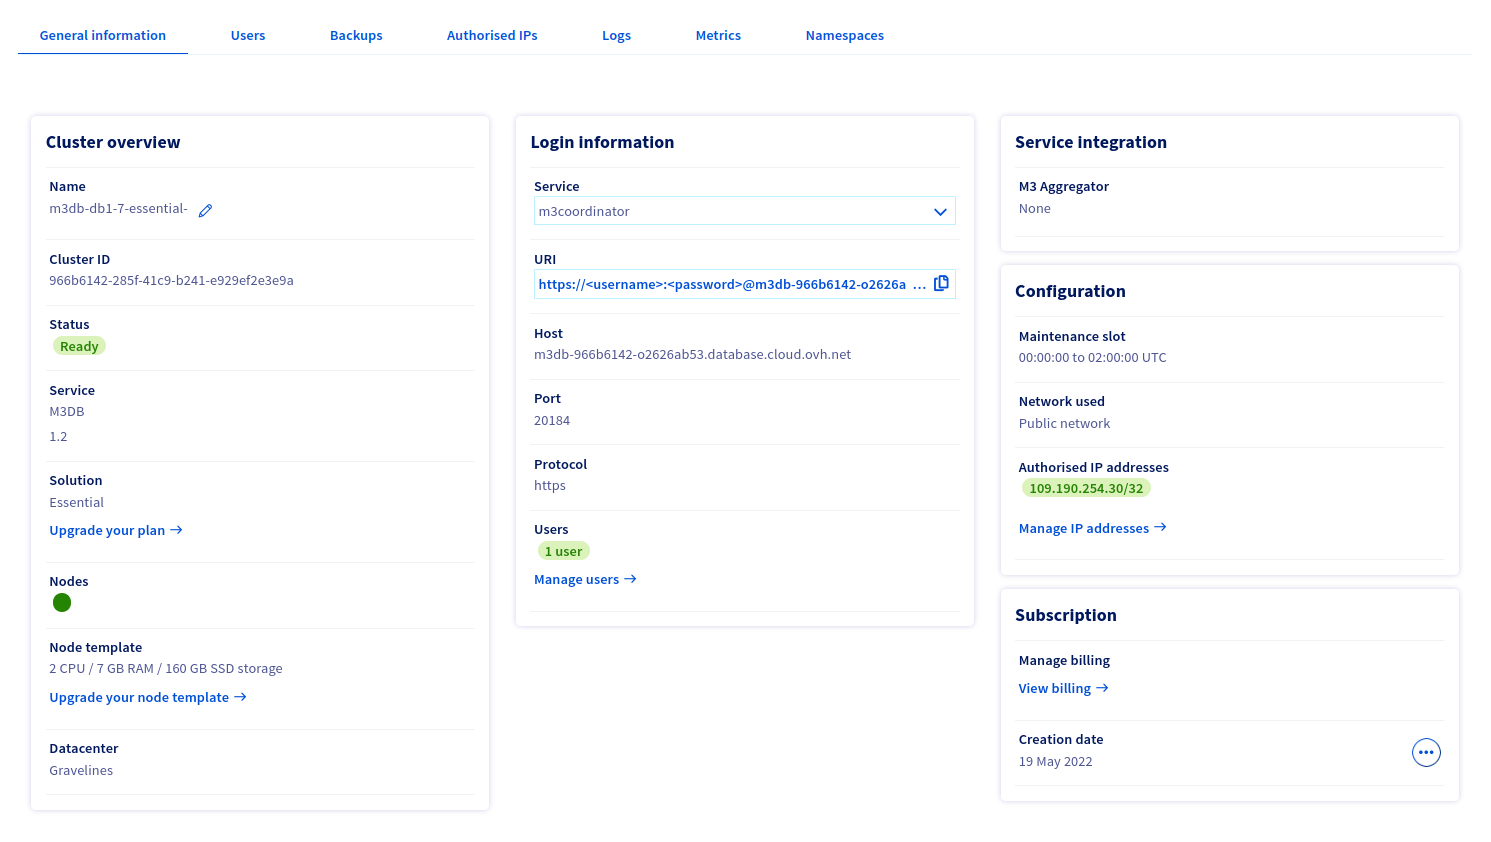 General information
Users
Backups
Authorised IPs
Logs
Metrics
Namespaces
Cluster overview
Name
m3db-db1-7-essential-
Cluster ID
966b6142-285f-41c9-b241-e929ef2e3e9a
Status
Ready
Service
M3DB
1.2
Solution
Essential
Upgrade your plan →
Nodes
Node template
2 CPU / 7 GB RAM / 160 GB SSD storage
Upgrade your node template →
Datacenter
Gravelines
Login information
Service
m3coordinator
URI
https://<username>:<password>@m3db-966b6142-o2626a ...
Host
m3db-966b6142-o2626ab53.database.cloud.ovh.net
Port
20184
Protocol
https
Users
1 user
Manage users →
Service integration
M3 Aggregator
None
Configuration
Maintenance slot
00:00:00 to 02:00:00 UTC
Network used
Public network
Authorised IP addresses
109.190.254.30/32
Manage IP addresses →
Subscription
Manage billing
View billing →
Creation date
19 May 2022